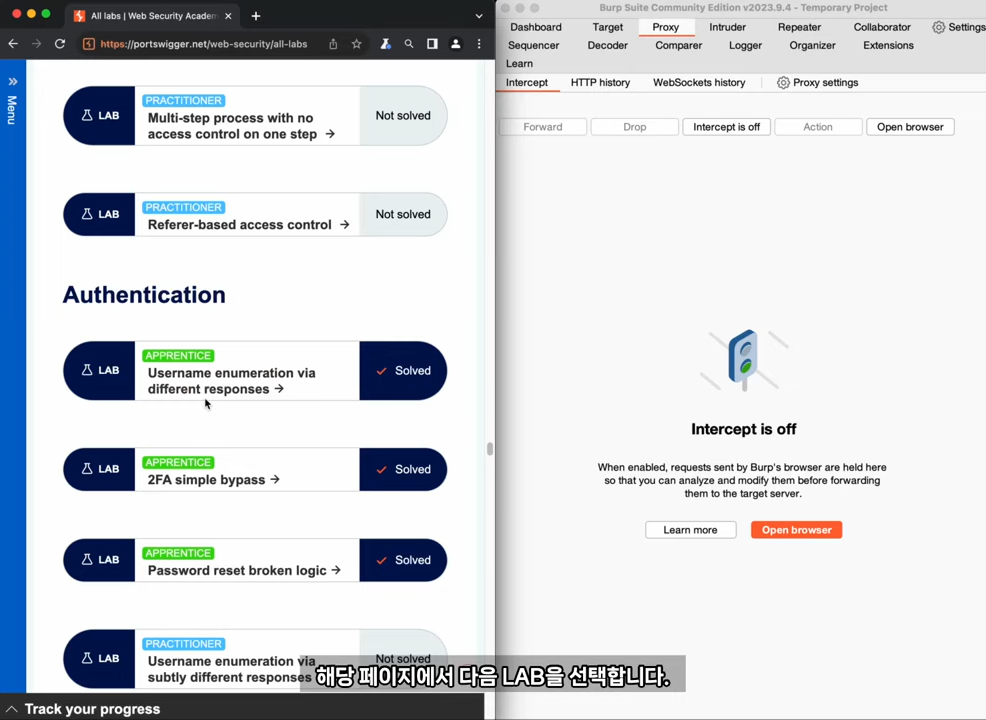 All labs | Web Security Academ
https://portswigger.net/web-security/all-labs
Menu
LAB
PRACTITIONER
Multi-step process with no
access control on one step →
Not solved
LAB
PRACTITIONER
Referer-based access control →
Not solved
Authentication
LAB
APPRENTICE
Username enumeration via
different responses →
Solved
LAB
APPRENTICE
2FA simple bypass →
Solved
LAB
APPRENTICE
Password reset broken logic →
Solved
LAB
PRACTITIONER
Username enumeration via
subtly different responses
Not solved
Track your progress
Burp Suite Community Edition v2023.9.4 - Temporary Project
Dashboard Target Proxy Intruder Repeater Collaborator Settings
Sequencer Decoder Comparer Logger Organizer Extensions
Learn
Intercept HTTP history WebSockets history Proxy settings
Forward Drop Intercept is off Action Open browser
Intercept is off
When enabled, requests sent by Burp's browser are held here
so that you can analyze and modify them before forwarding
them to the target server.
Learn more Open browser
해당 페이지에서 다음 LAB을 선택합니다.